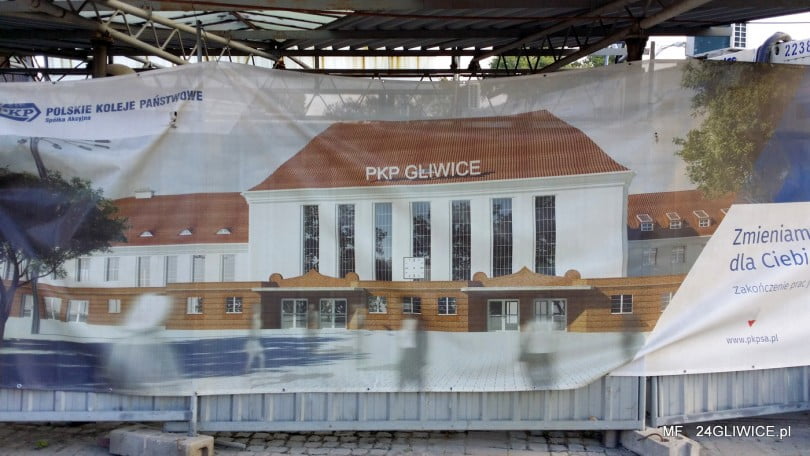 PKP
POLSKIE KOLEJE PAŃSTWOWE
Spółka Akcyjna
2238
PKP GLIWICE
Zmieniamy
dla Ciebi
Zakończenie prac
www.pkpsa.pl
MF 24GLIWICE.pl